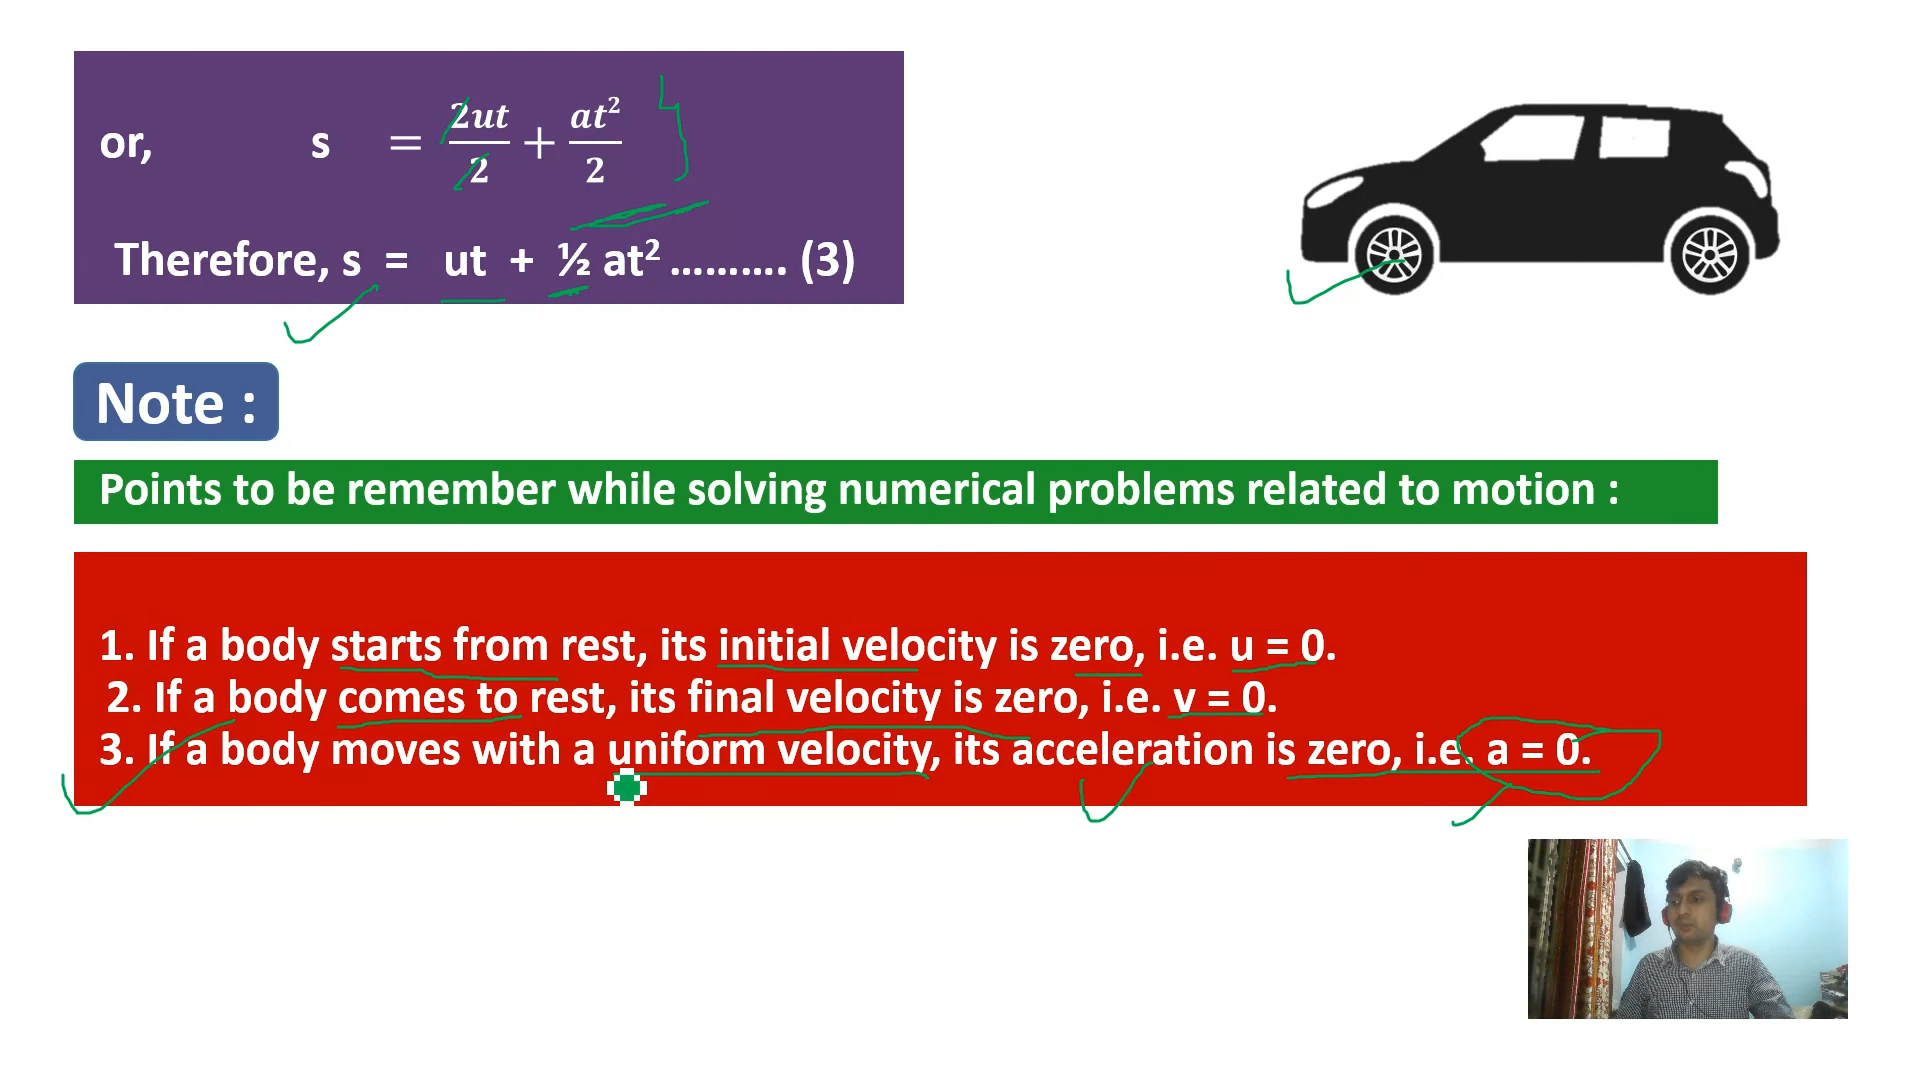 or, s = 2ut/2 + at²/2
Therefore, s = ut + ½ at² .......... (3)
Note :
Points to be remember while solving numerical problems related to motion :
1. If a body starts from rest, its initial velocity is zero, i.e. u = 0.
2. If a body comes to rest, its final velocity is zero, i.e. v = 0.
3. If a body moves with a uniform velocity, its acceleration is zero, i.e. a = 0.